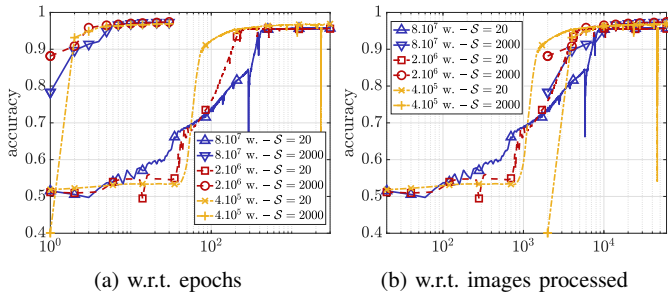 1
0.9
0.8
0.7
0.6
0.5
0.4
accuracy
10^0
10^2
8.10^7 w. – S = 20
8.10^7 w. – S = 2000
2.10^6 w. – S = 20
2.10^6 w. – S = 2000
4.10^5 w. – S = 20
4.10^5 w. – S = 2000
(a) w.r.t. epochs
1
0.9
0.8
0.7
0.6
0.5
0.4
accuracy
10^2
10^3
10^4
8.10^7 w. – S = 20
8.10^7 w. – S = 2000
2.10^6 w. – S = 20
2.10^6 w. – S = 2000
4.10^5 w. – S = 20
4.10^5 w. – S = 2000
(b) w.r.t. images processed